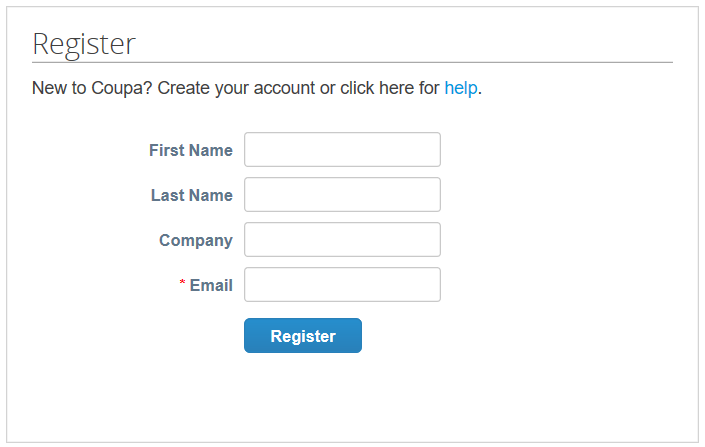 Register
New to Coupa? Create your account or click here for help.
First Name
Last Name
Company
* Email
Register